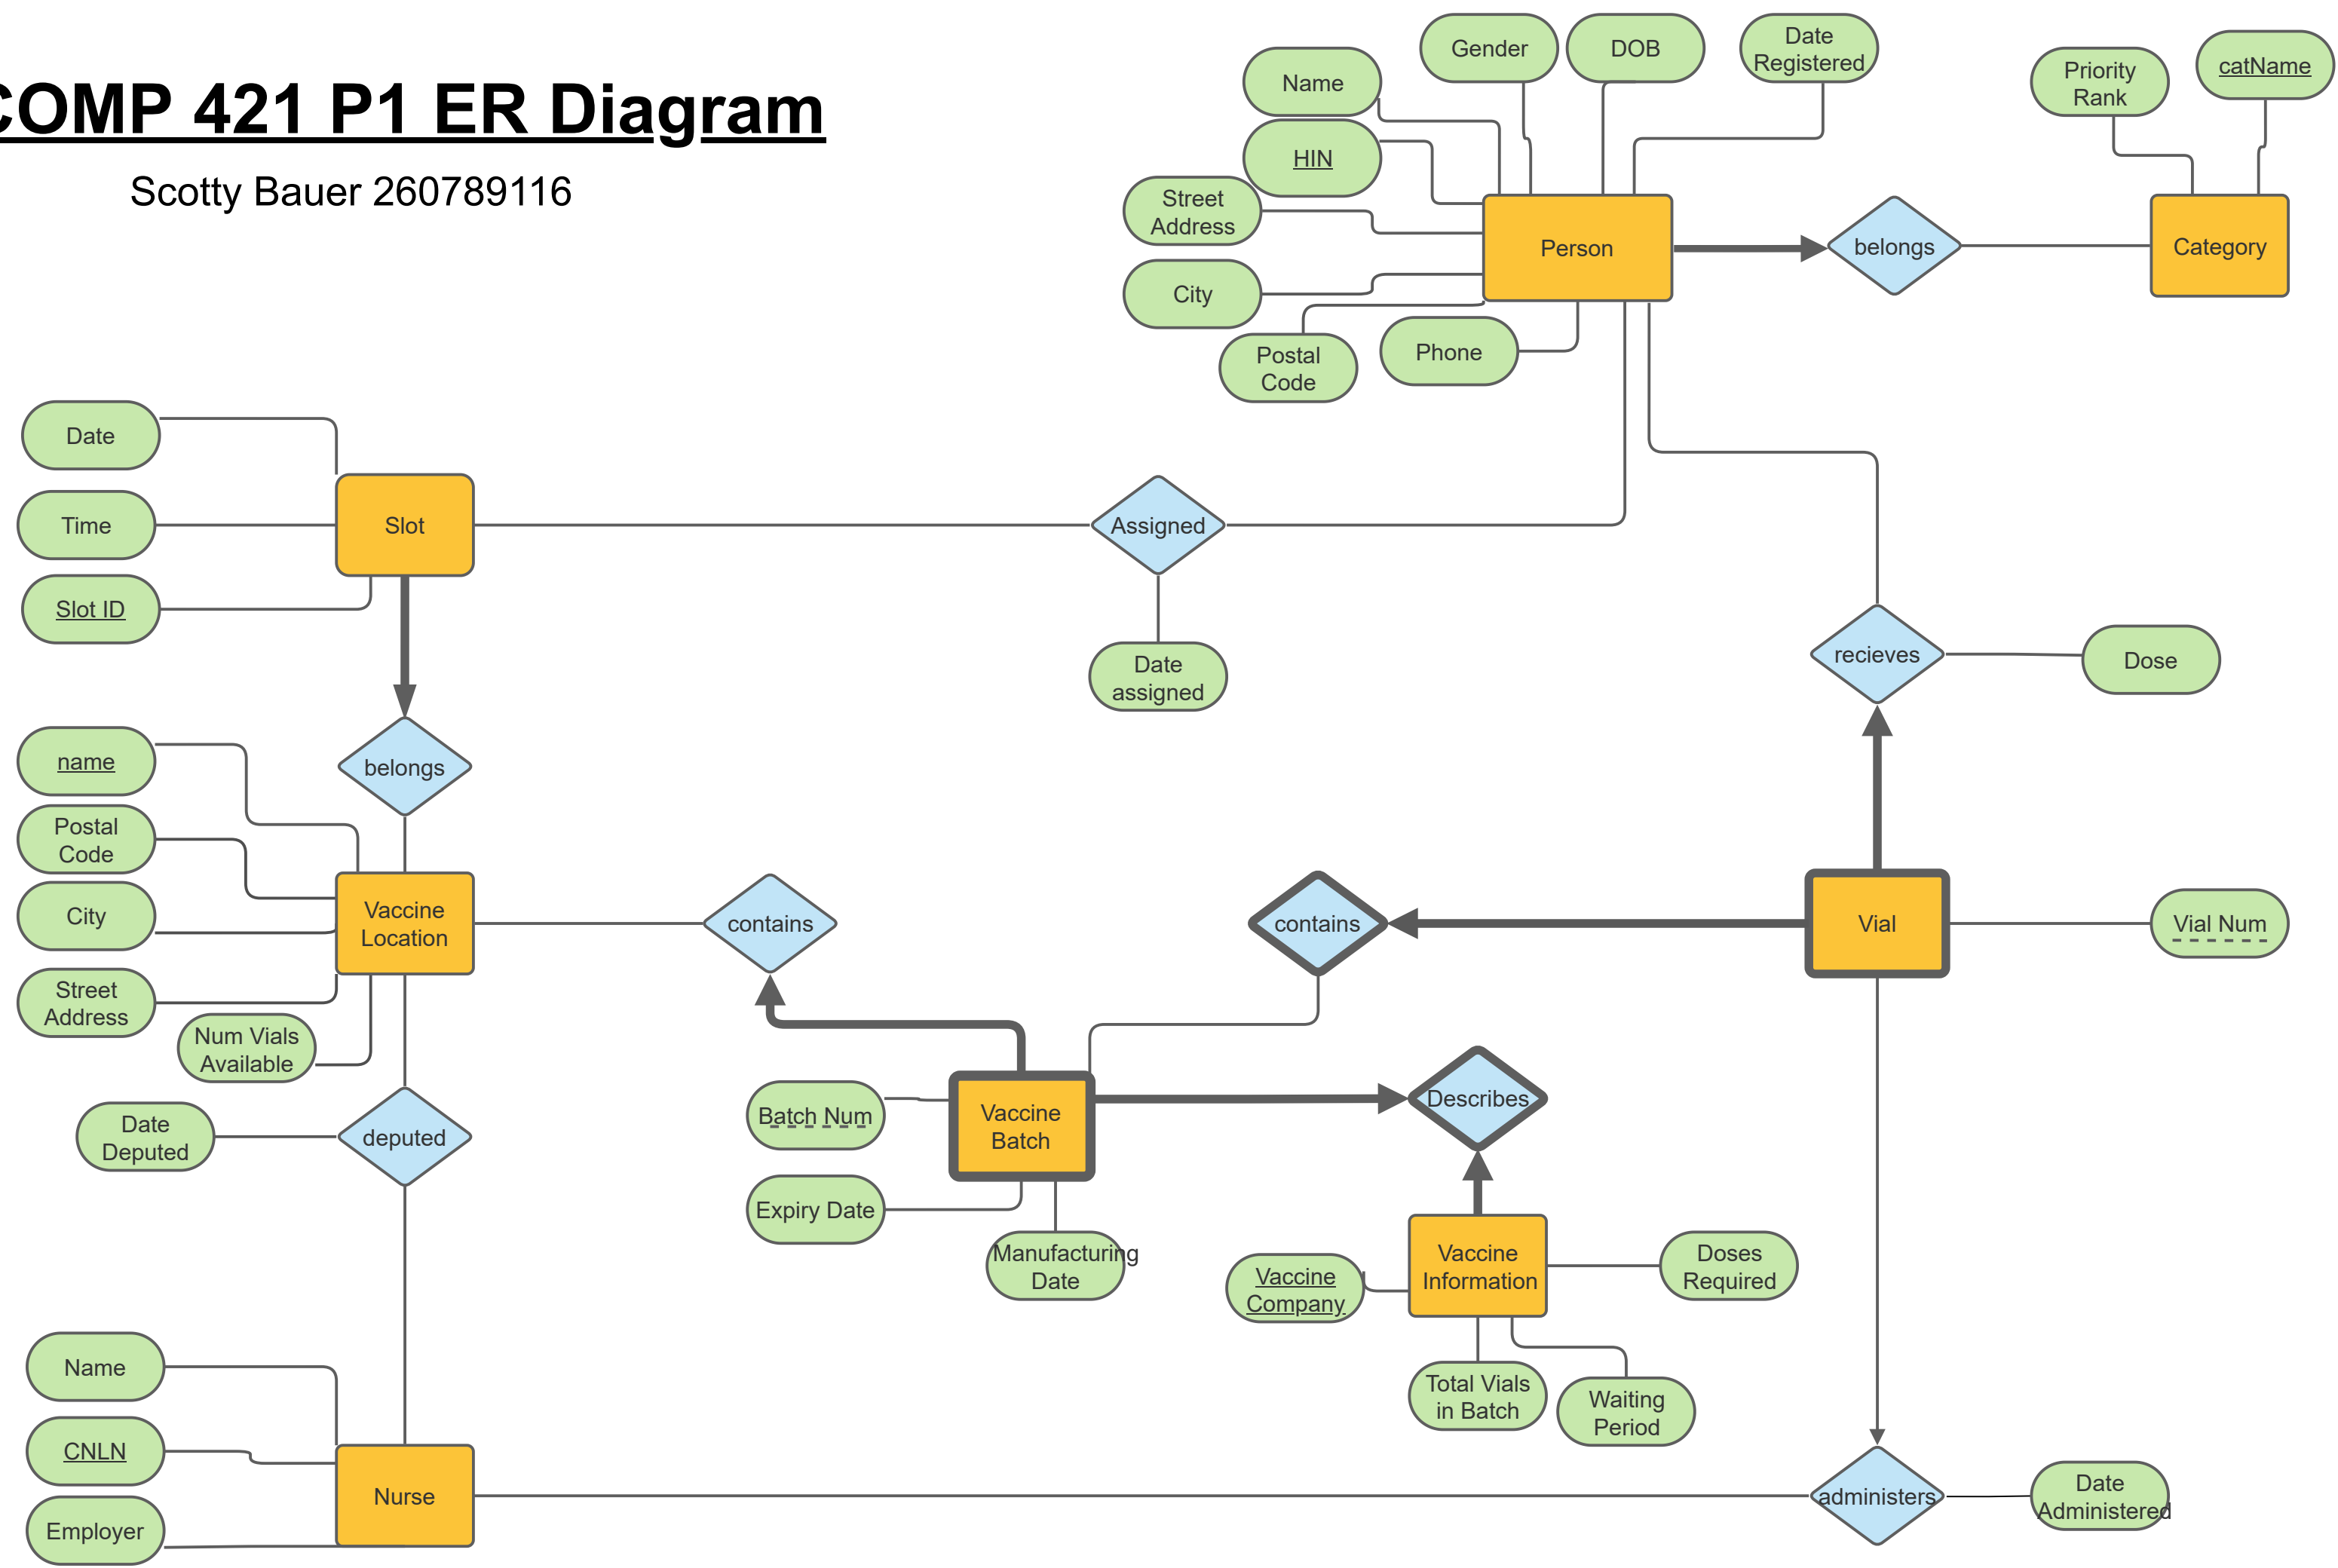 COMP 421 P1 ER Diagram
Scotty Bauer 260789116
Name
Gender
DOB
Date
Registered
Priority
Rank
catName
HIN
Street
Address
City
Postal
Code
Phone
Person
belongs
Category
Date
Time
Slot ID
Slot
Assigned
Date
assigned
recieves
Dose
belongs
name
Postal
Code
City
Street
Address
Num Vials
Available
Vaccine
Location
contains
contains
Vial
Vial Num
Date
Deputed
deputed
Batch Num
Expiry Date
Manufacturing
Date
Vaccine
Batch
Describes
Vaccine
Information
Vaccine
Company
Doses
Required
Total Vials
in Batch
Waiting
Period
Name
CNLN
Employer
Nurse
administers
Date
Administered